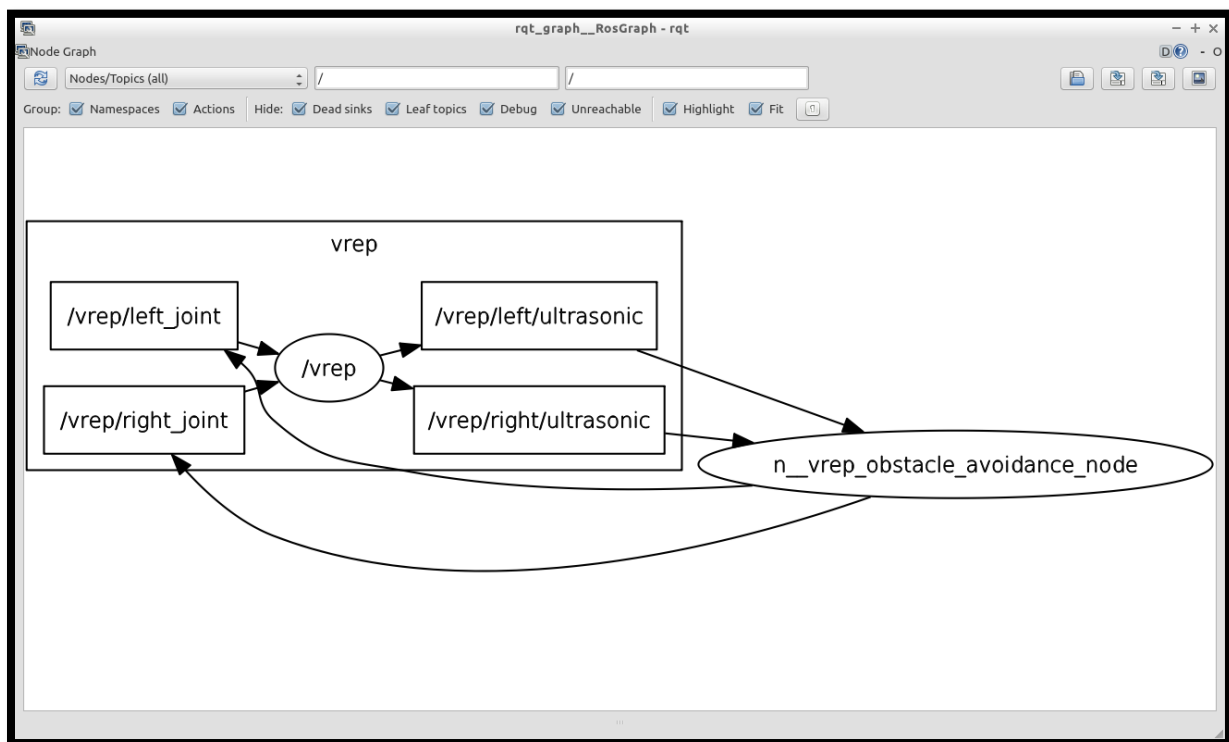 rqt_graph__RosGraph - rqt
Node Graph
D - O
Nodes/Topics (all) / /
Group: Namespaces Actions Hide: Dead sinks Leaf topics Debug Unreachable Highlight Fit
vrep
/vrep/left_joint
/vrep/left/ultrasonic
/vrep
/vrep/right_joint
/vrep/right/ultrasonic
n__vrep_obstacle_avoidance_node